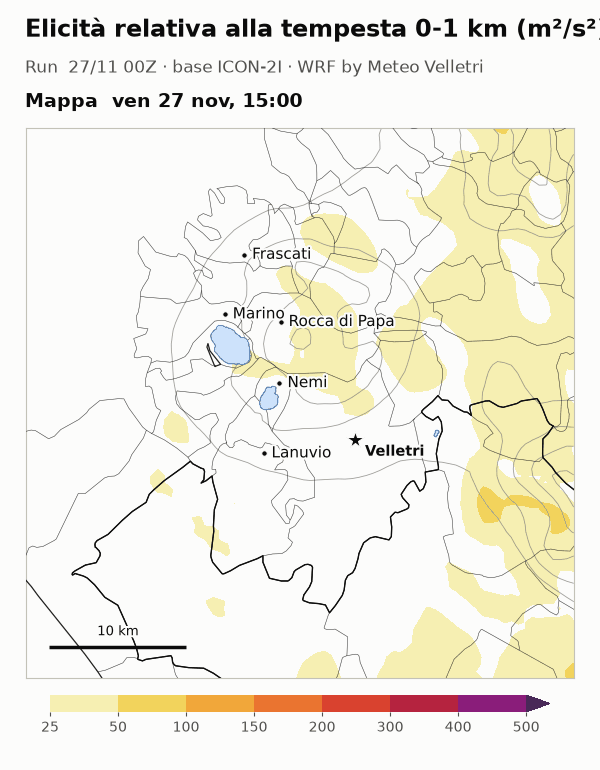 Elicità relativa alla tempesta 0-1 km (m²/s²)
Run 27/11 00Z · base ICON-2I · WRF by Meteo Velletri
Mappa ven 27 nov, 15:00
Frascati
Marino
Rocca di Papa
Nemi
Velletri
Lanuvio
10 km
25 50 100 150 200 300 400 500